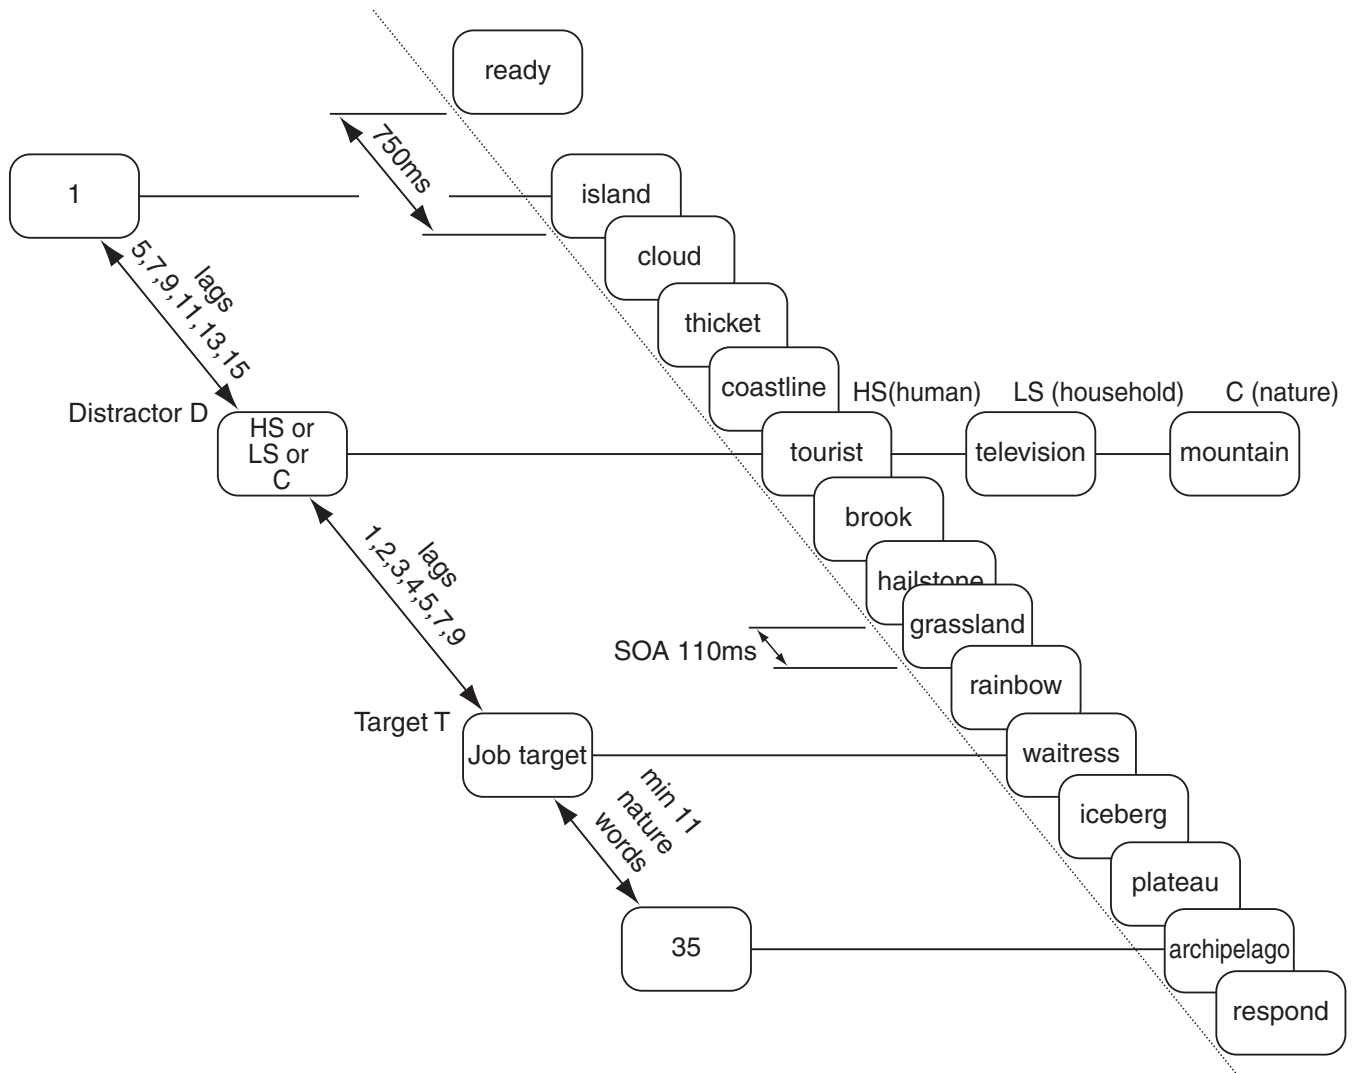 ready
750ms
1
island
cloud
lags
5,7,9,11,13,15
thicket
coastline
HS(human)
LS (household)
C (nature)
Distractor D
HS or
LS or
C
tourist
television
mountain
brook
lags
1,2,3,4,5,7,9
hailstone
grassland
SOA 110ms
rainbow
Target T
Job target
waitress
min 11
nature
words
iceberg
plateau
35
archipelago
respond